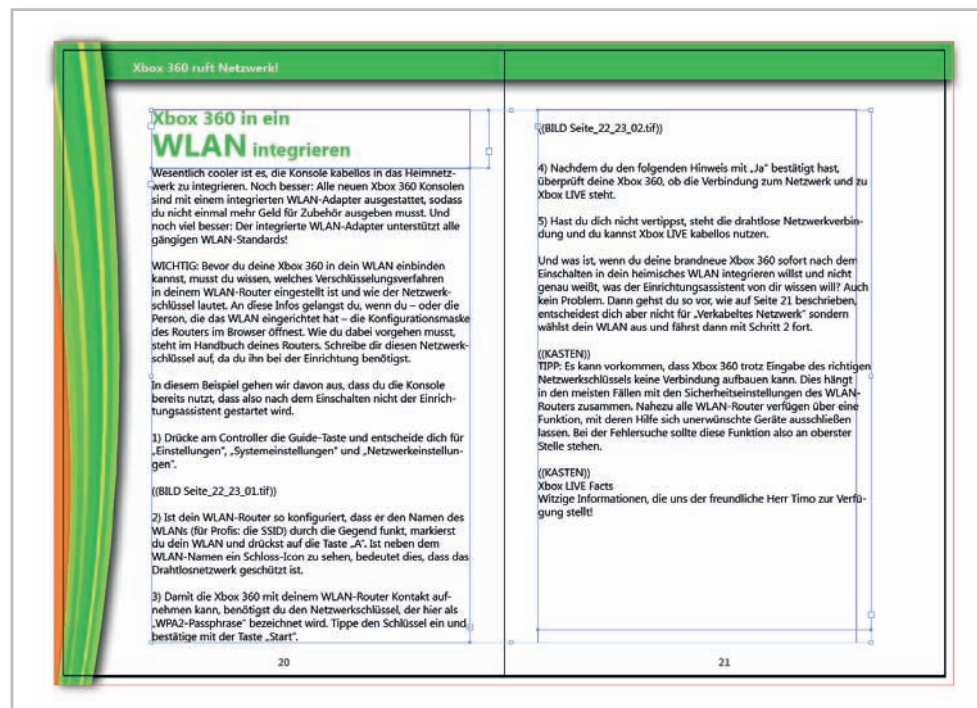 Xbox 360 ruft Netzwerk!
Xbox 360 in ein
WLAN integrieren
Wesentlich cooler ist es, die Konsole kabellos in das Heimnetz-
werk zu integrieren. Noch besser: Alle neuen Xbox 360 Konsolen
sind mit einem integrierten WLAN-Adapter ausgestattet, sodass
du nicht einmal mehr Geld für Zubehör ausgeben musst. Und
noch viel besser: Der integrierte WLAN-Adapter unterstützt alle
gängigen WLAN-Standards!
WICHTIG: Bevor du deine Xbox 360 in dein WLAN einbinden
kannst, musst du wissen, welches Verschlüsselungsverfahren
in deinem WLAN-Router eingestellt ist und wie der Netzwerk-
schlüssel lautet. An diese Infos gelangst du, wenn du – oder die
Person, die das WLAN eingerichtet hat – die Konfigurationsmaske
des Routers im Browser öffnest. Wie du dabei vorgehen musst,
steht im Handbuch deines Routers. Schreibe dir diesen Netzwerk-
schlüssel auf, da du ihn bei der Einrichtung benötigst.
In diesem Beispiel gehen wir davon aus, dass du die Konsole
bereits nutzt, dass also nach dem Einschalten nicht der Einrich-
tungsassistent gestartet wird.
1) Drücke am Controller die Guide-Taste und entscheide dich für
„Einstellungen“, „Systemeinstellungen“ und „Netzwerkeinstellun-
gen“.
((BILD Seite_22_23_01.tif))
2) Ist dein WLAN-Router so konfiguriert, dass er den Namen des
WLANs (für Profis: die SSID) durch die Gegend funkt, markierst
du dein WLAN und drückst auf die Taste „A“. Ist neben dem
WLAN-Namen ein Schloss-Icon zu sehen, bedeutet dies, dass das
Drahtlosnetzwerk geschützt ist.
3) Damit die Xbox 360 mit deinem WLAN-Router Kontakt auf-
nehmen kann, benötigst du den Netzwerkschlüssel, der hier als
„WPA2-Passphrase“ bezeichnet wird. Tippe den Schlüssel ein und
bestätige mit der Taste „Start“.
20
((BILD Seite_22_23_02.tif))
4) Nachdem du den folgenden Hinweis mit „Ja“ bestätigt hast,
überprüft deine Xbox 360, ob die Verbindung zum Netzwerk und zu
Xbox LIVE steht.
5) Hast du dich nicht vertippst, steht die drahtlose Netzwerkverbin-
dung und du kannst Xbox LIVE kabellos nutzen.
Und was ist, wenn du deine brandneue Xbox 360 sofort nach dem
Einschalten in dein heimisches WLAN integrieren willst und nicht
genau weißt, was der Einrichtungsassistent von dir wissen will? Auch
kein Problem. Dann gehst du so vor, wie auf Seite 21 beschrieben,
entscheidest dich aber nicht für „Verkabeltes Netzwerk“ sondern
wählst dein WLAN aus und fährst dann mit Schritt 2 fort.
((KASTEN))
TIPP: Es kann vorkommen, dass Xbox 360 trotz Eingabe des richtigen
Netzwerkschlüssels keine Verbindung aufbauen kann. Dies hängt
in den meisten Fällen mit den Sicherheitseinstellungen des WLAN-
Routers zusammen. Nahezu alle WLAN-Router verfügen über eine
Funktion, mit deren Hilfe sich unerwünschte Geräte ausschließen
lassen. Bei der Fehlersuche sollte diese Funktion also an oberster
Stelle stehen.
((KASTEN))
Xbox LIVE Facts
Witzige Informationen, die uns der freundliche Herr Timo zur Verfü-
gung stellt!
21